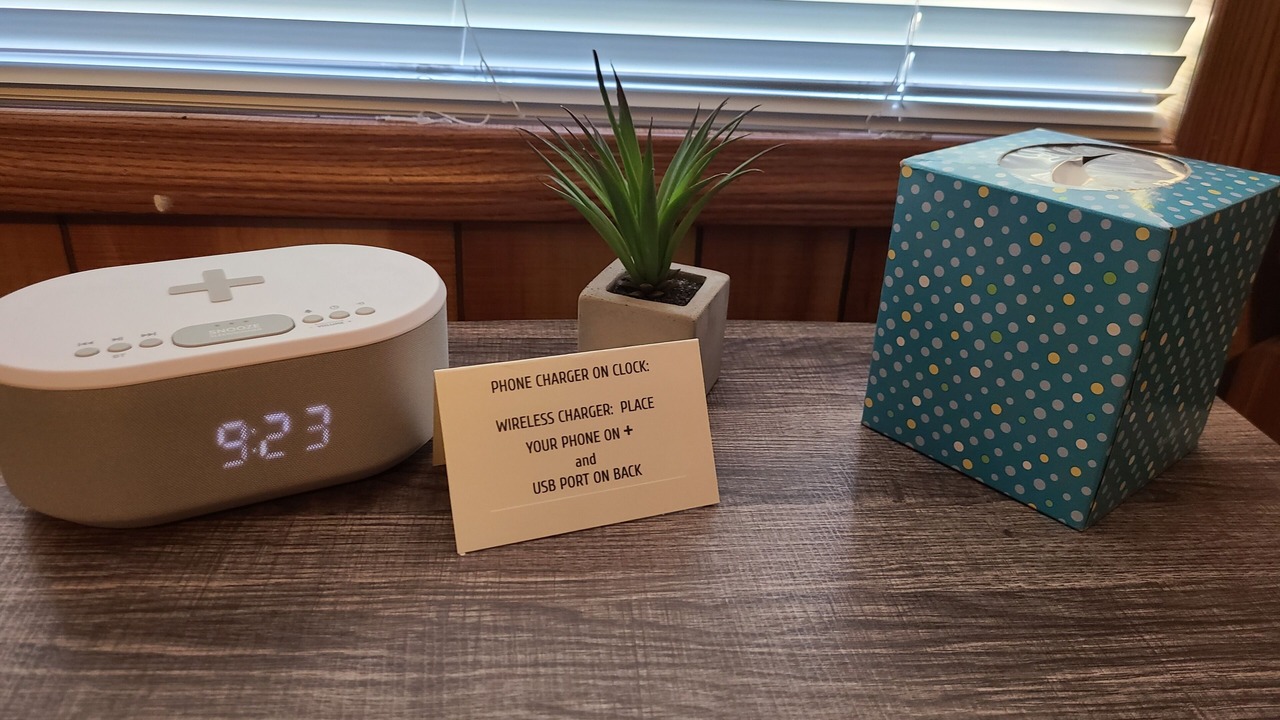 SNOOZE
9:23
PHONE CHARGER ON CLOCK:
WIRELESS CHARGER: PLACE
YOUR PHONE ON +
and
USB PORT ON BACK